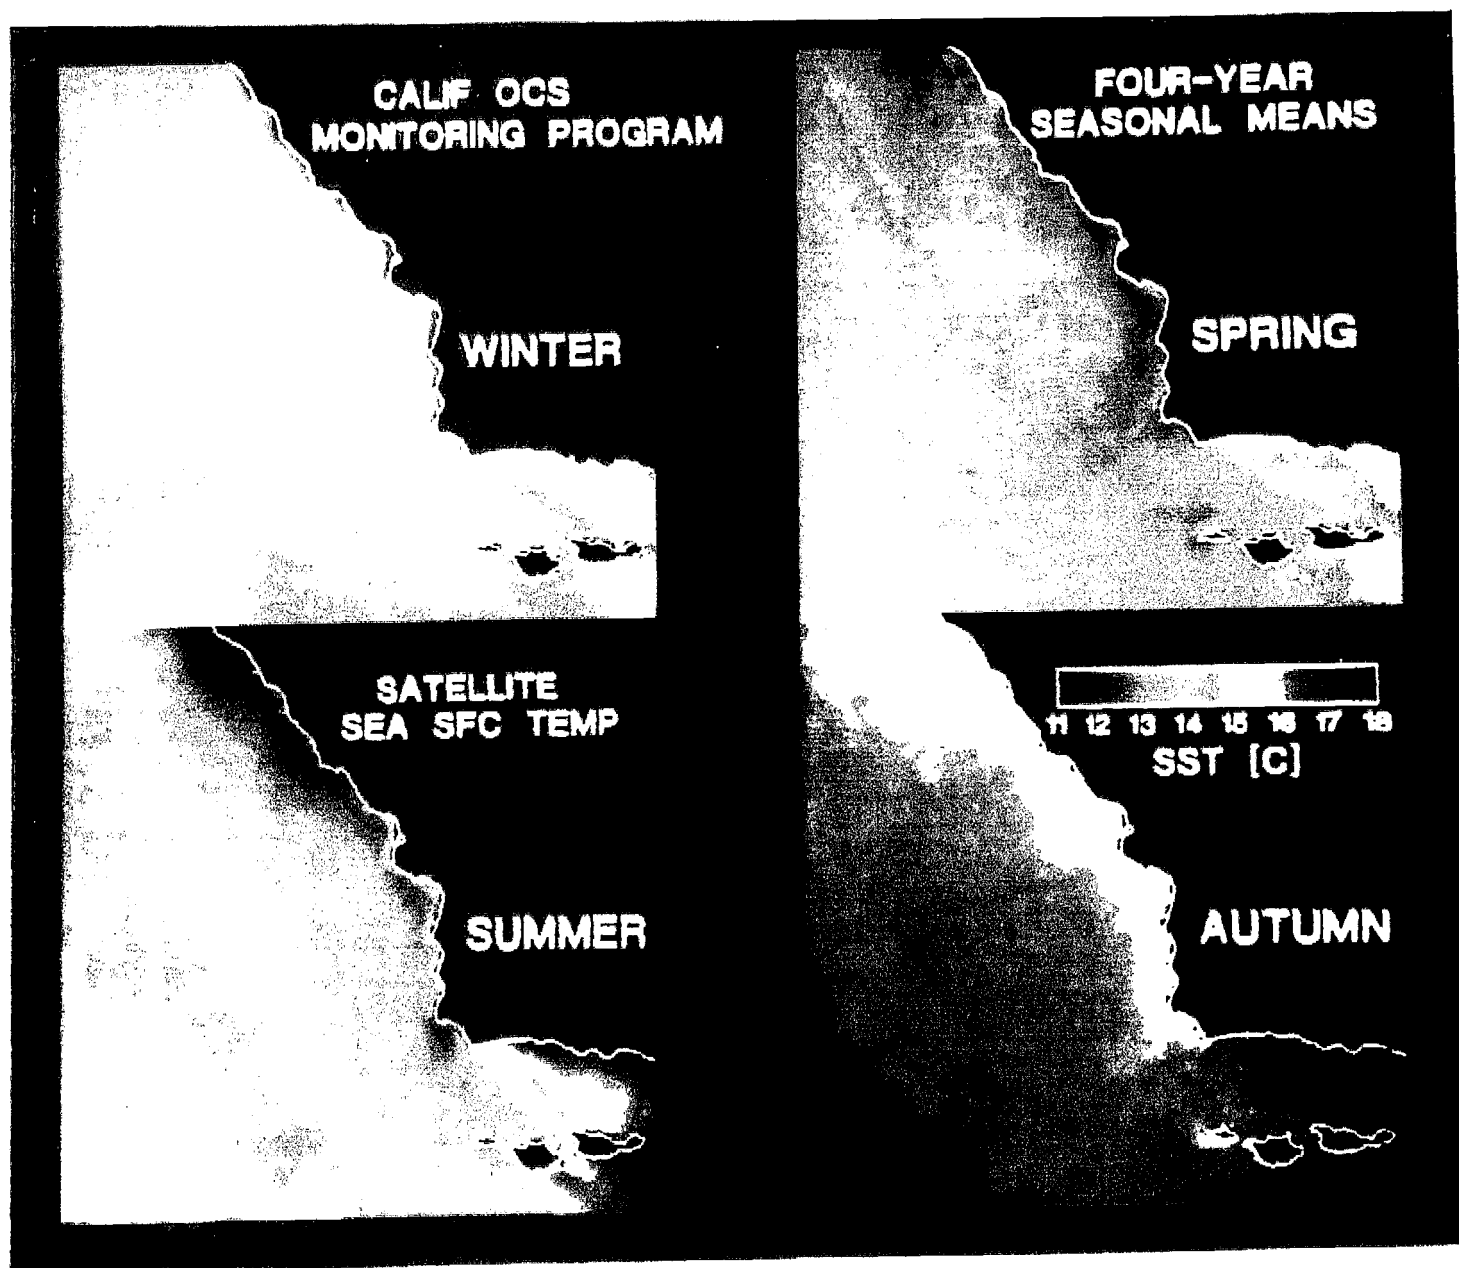 CALIF OCS
MONITORING PROGRAM
FOUR-YEAR
SEASONAL MEANS
WINTER
SPRING
SATELLITE
SEA SFC TEMP
11 12 13 14 15 16 17 18
SST [C]
SUMMER
AUTUMN